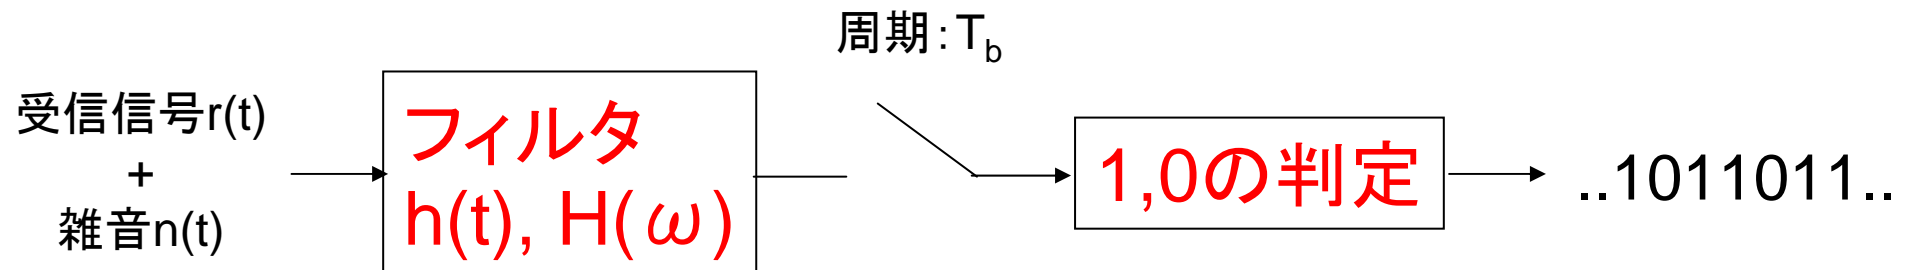 周期:T_b
受信信号r(t)
+
雑音n(t)
フィルタ
h(t), H(ω)
1,0の判定
..1011011..